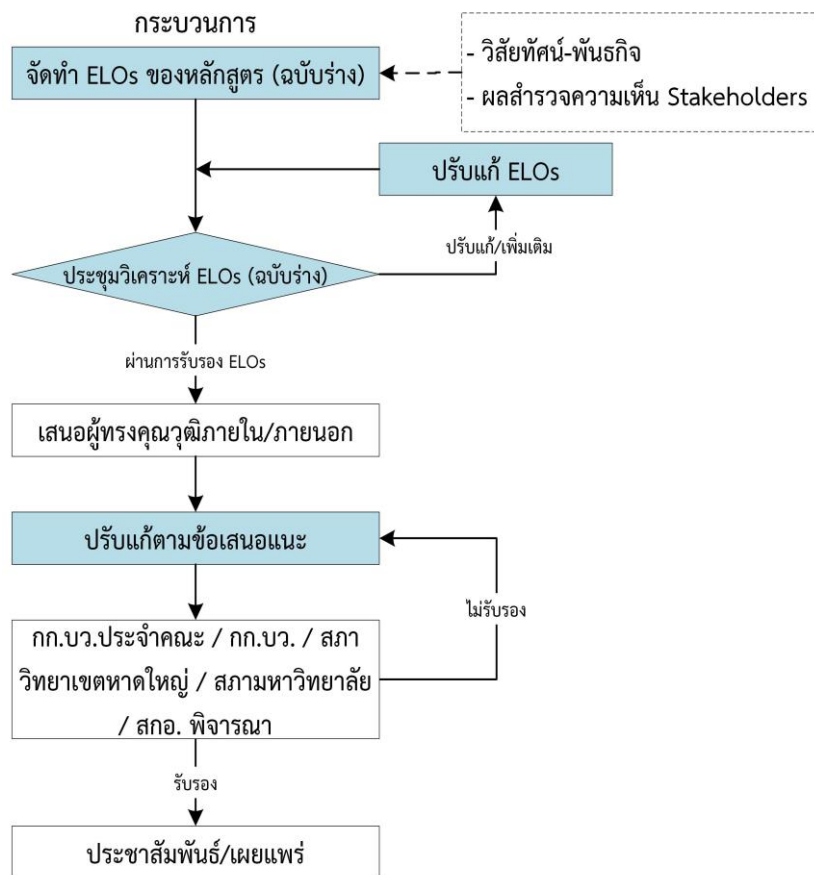 กระบวนการ
จัดทำ ELOs ของหลักสูตร (ฉบับร่าง)
- วิสัยทัศน์-พันธกิจ
- ผลสำรวจความเห็น Stakeholders
ปรับแก้ ELOs
ปรับแก้/เพิ่มเติม
ประชุมวิเคราะห์ ELOs (ฉบับร่าง)
ผ่านการรับรอง ELOs
เสนอผู้ทรงคุณวุฒิภายใน/ภายนอก
ปรับแก้ตามข้อเสนอแนะ
ไม่รับรอง
กก.บว.ประจำคณะ / กก.บว. / สภา
วิทยาเขตหาดใหญ่ / สภามหาวิทยาลัย
/ สกอ. พิจารณา
รับรอง
ประชาสัมพันธ์/เผยแพร่